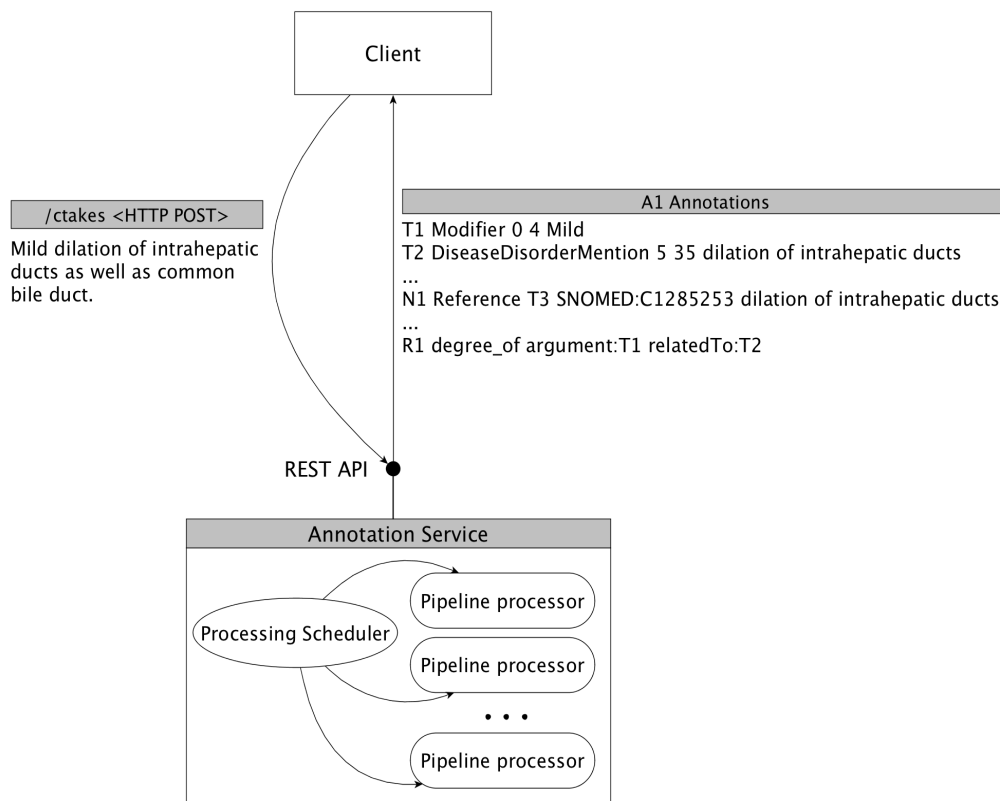 Client
/ctakes <HTTP POST>
Mild dilation of intrahepatic
ducts as well as common
bile duct.
A1 Annotations
T1 Modifier 0 4 Mild
T2 DiseaseDisorderMention 5 35 dilation of intrahepatic ducts
...
N1 Reference T3 SNOMED:C1285253 dilation of intrahepatic ducts
...
R1 degree_of argument:T1 relatedTo:T2
REST API
Annotation Service
Processing Scheduler
Pipeline processor
Pipeline processor
• • •
Pipeline processor